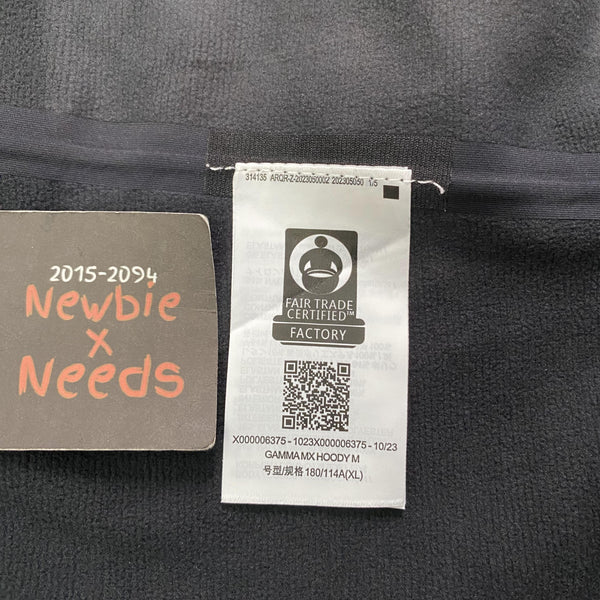 314135 ARQR-Z-2023050002 202305050 1/5
2015-2094
Newbie
x
Needs
FAIR TRADE
CERTIFIED™
FACTORY
X000006375 - 1023X000006375 - 10/23
GAMMA MX HOODY M
号型/规格 180/114A(XL)